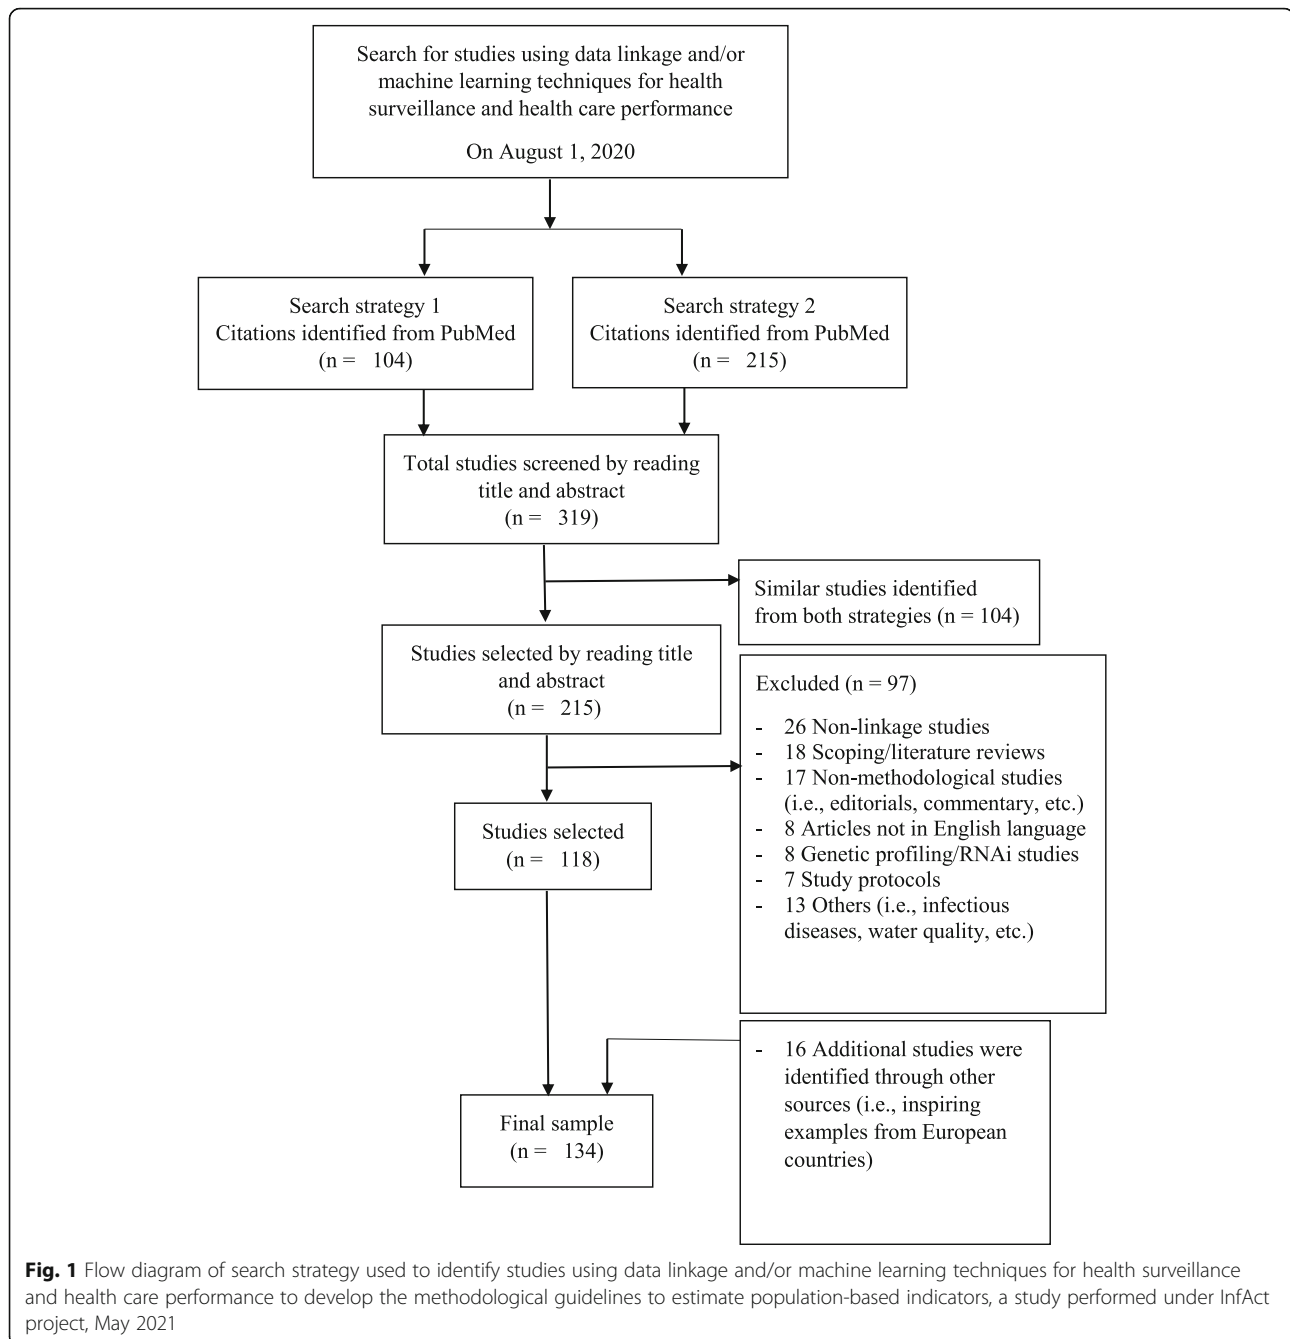 Search for studies using data linkage and/or
machine learning techniques for health
surveillance and health care performance
On August 1, 2020
Search strategy 1
Citations identified from PubMed
(n = 104)
Search strategy 2
Citations identified from PubMed
(n = 215)
Total studies screened by reading
title and abstract
(n = 319)
Similar studies identified
from both strategies (n = 104)
Studies selected by reading title
and abstract
(n = 215)
Excluded (n = 97)
- 26 Non-linkage studies
- 18 Scoping/literature reviews
- 17 Non-methodological studies
(i.e., editorials, commentary, etc.)
- 8 Articles not in English language
- 8 Genetic profiling/RNAi studies
- 7 Study protocols
- 13 Others (i.e., infectious
diseases, water quality, etc.)
Studies selected
(n = 118)
- 16 Additional studies were
identified through other
sources (i.e., inspiring
examples from European
countries)
Final sample
(n = 134)
Fig. 1 Flow diagram of search strategy used to identify studies using data linkage and/or machine learning techniques for health surveillance
and health care performance to develop the methodological guidelines to estimate population-based indicators, a study performed under InfAct
project, May 2021